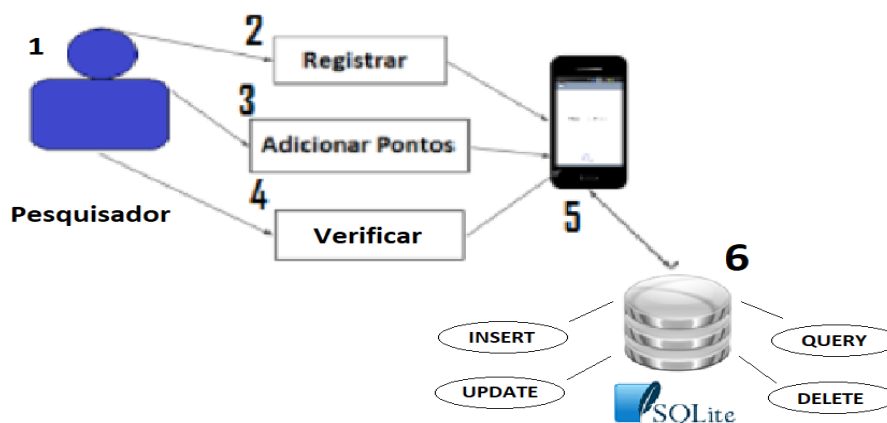 1
2
Registrar
3
Adicionar Pontos
4
Verificar
Pesquisador
5
6
INSERT
QUERY
UPDATE
DELETE
SQLite